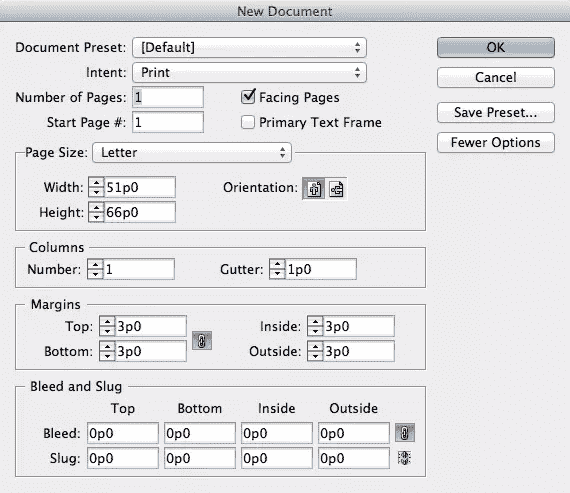 New Document
Document Preset: [Default]
OK
Intent: Print
Cancel
Number of Pages: 1
Facing Pages
Save Preset...
Start Page #: 1
Primary Text Frame
Fewer Options
Page Size: Letter
Width: 51p0
Orientation:
Height: 66p0
Columns
Number: 1
Gutter: 1p0
Margins
Top: 3p0
Inside: 3p0
Bottom: 3p0
Outside: 3p0
Bleed and Slug
Top Bottom Inside Outside
Bleed: 0p0 0p0 0p0 0p0
Slug: 0p0 0p0 0p0 0p0